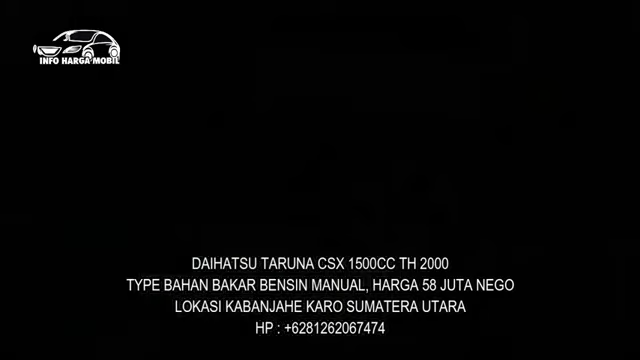 INFO HARGA MOBIL
DAIHATSU TARUNA CSX 1500CC TH 2000
TYPE BAHAN BAKAR BENSIN MANUAL, HARGA 58 JUTA NEGO
LOKASI KABANJAHE KARO SUMATERA UTARA
HP : +6281262067474